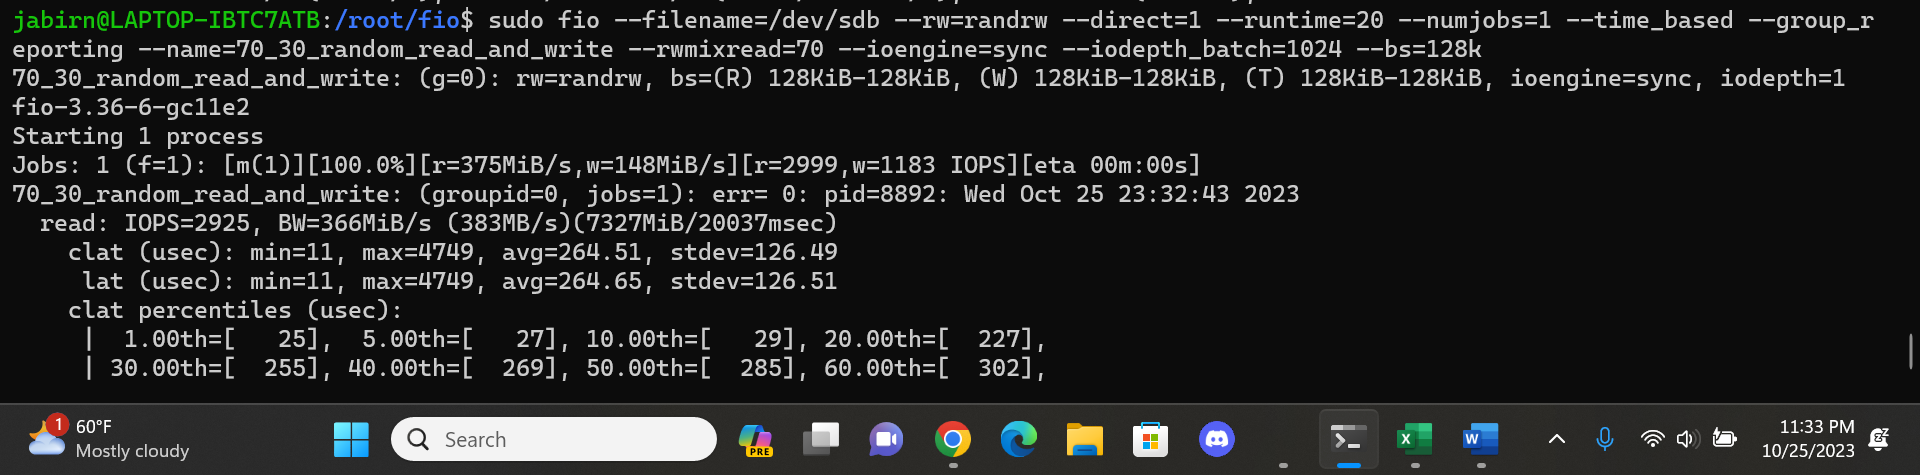 jabirn@LAPTOP-IBTC7ATB:/root/fio$ sudo fio --filename=/dev/sdb --rw=randrw --direct=1 --runtime=20 --numjobs=1 --time_based --group_r
eporting --name=70_30_random_read_and_write --rwmixread=70 --ioengine=sync --iodepth_batch=1024 --bs=128k
70_30_random_read_and_write: (g=0): rw=randrw, bs=(R) 128KiB-128KiB, (W) 128KiB-128KiB, (T) 128KiB-128KiB, ioengine=sync, iodepth=1
fio-3.36-6-gc11e2
Starting 1 process
Jobs: 1 (f=1): [m(1)][100.0%][r=375MiB/s,w=148MiB/s][r=2999,w=1183 IOPS][eta 00m:00s]
70_30_random_read_and_write: (groupid=0, jobs=1): err= 0: pid=8892: Wed Oct 25 23:32:43 2023
  read: IOPS=2925, BW=366MiB/s (383MB/s)(7327MiB/20037msec)
    clat (usec): min=11, max=4749, avg=264.51, stdev=126.49
     lat (usec): min=11, max=4749, avg=264.65, stdev=126.51
    clat percentiles (usec):
     |  1.00th=[   25],  5.00th=[   27], 10.00th=[   29], 20.00th=[  227],
     | 30.00th=[  255], 40.00th=[  269], 50.00th=[  285], 60.00th=[  302],
1
60°F
Mostly cloudy
Search
PRE
X
W
11:33 PM
10/25/2023